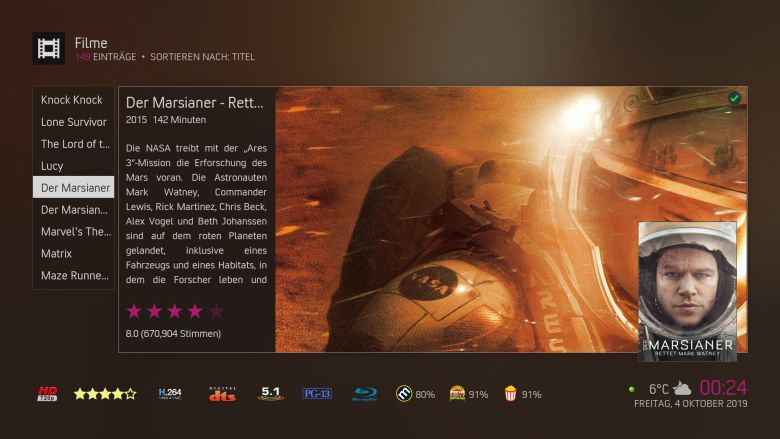 Filme
149 EINTRÄGE • SORTIEREN NACH: TITEL
Knock Knock
Lone Survivor
The Lord of t...
Lucy
Der Marsianer
Der Marsian...
Marvel's The...
Matrix
Maze Runne...
Der Marsianer - Rett...
2015 142 Minuten
Die NASA treibt mit der „Ares
3"-Mission die Erforschung des
Mars voran. Die Astronauten
Mark Watney, Commander
Lewis, Rick Martinez, Chris Beck,
Alex Vogel und Beth Johanssen
sind auf dem roten Planeten
gelandet, inklusive eines
Fahrzeugs und eines Habitats, in
dem die Forscher leben und
8.0 (670,904 Stimmen)
NASA
ARES
DER MARSIANER
RETTET MARK WATNEY
HD
720p
H.264
DIGITAL
dts
5.1
PG-13
80%
91%
91%
6°C
00:24
FREITAG, 4 OKTOBER 2019